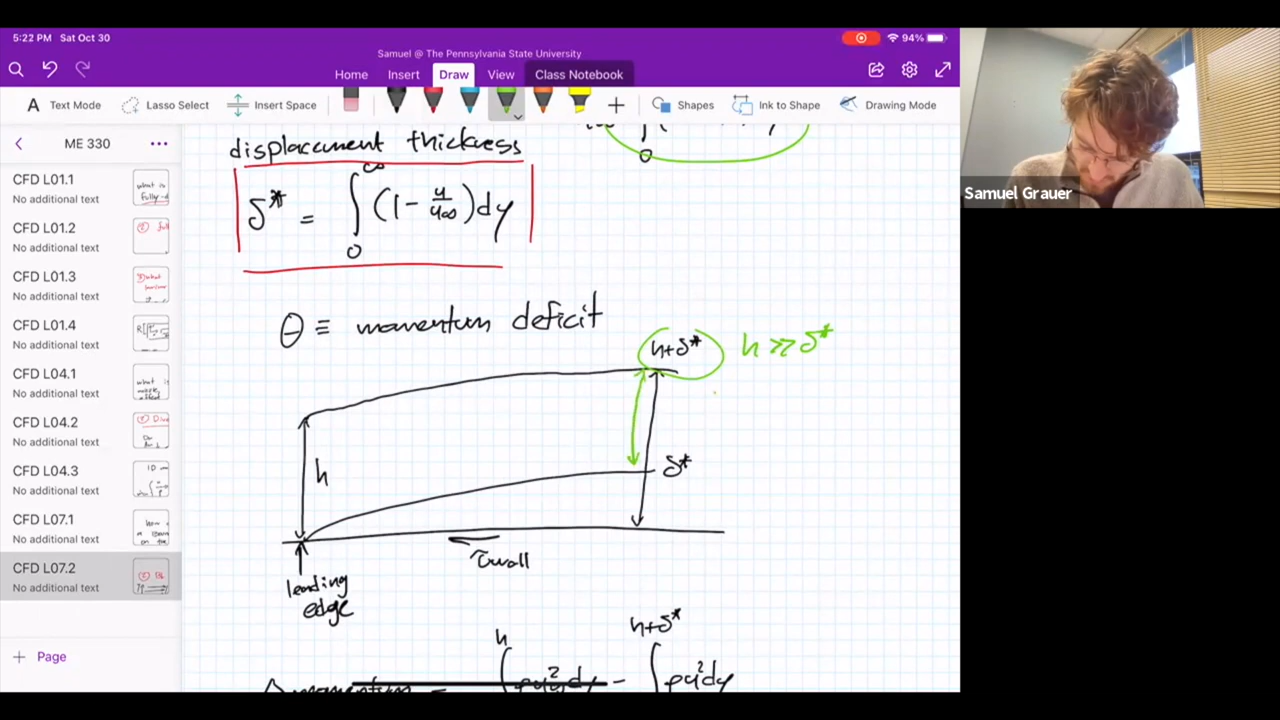 5:22 PM Sat Oct 30
94%
Samuel @ The Pennsylvania State University
Home Insert Draw View Class Notebook
A Text Mode Lasso Select Insert Space Shapes Ink to Shape Drawing Mode
ME 330
CFD L01.1
No additional text
CFD L01.2
No additional text
CFD L01.3
No additional text
CFD L01.4
No additional text
CFD L04.1
No additional text
CFD L04.2
No additional text
CFD L04.3
No additional text
CFD L07.1
No additional text
CFD L07.2
No additional text
+ Page
displacement thickness
δ* = ∫₀^∞ (1 - u/u∞) dy
0
θ ≡ momentum deficit
h+δ* h >> δ*
h
δ*
τwall
leading
edge
h h+δ*
∫ρu²dy - ∫ρu²dy
Samuel Grauer